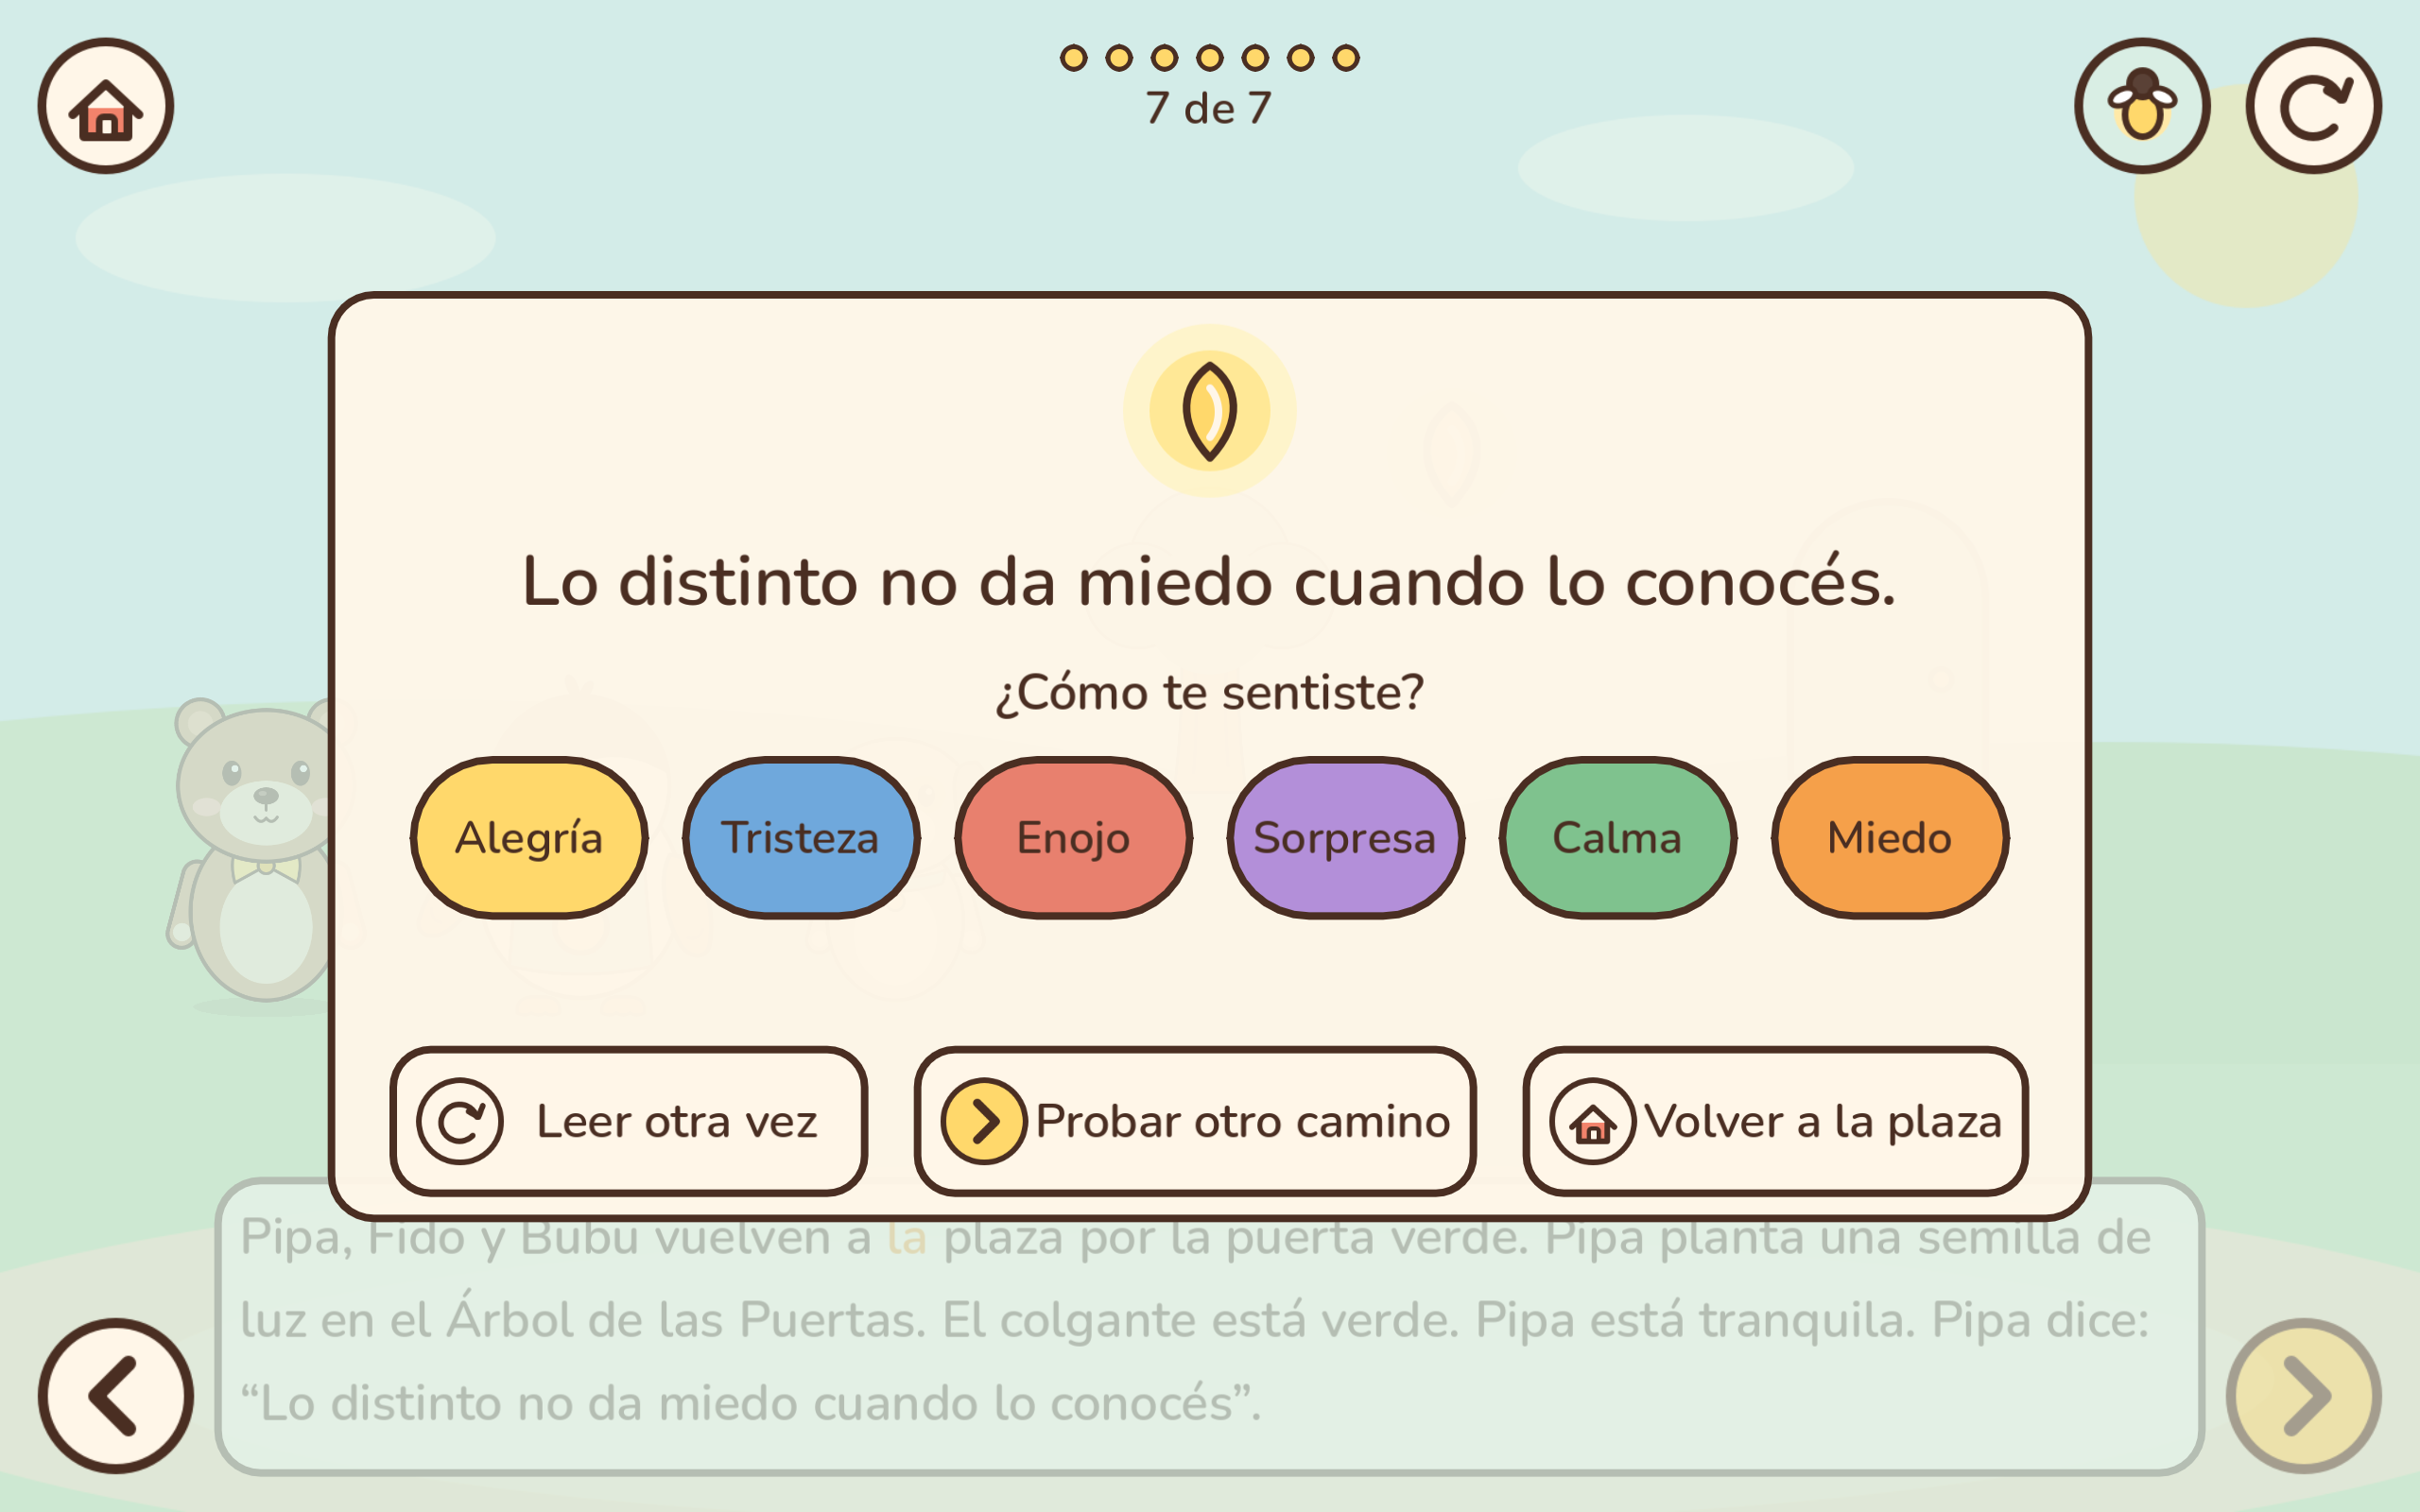 7 de 7
Lo distinto no da miedo cuando lo conocés.
¿Cómo te sentiste?
Alegría Tristeza Enojo Sorpresa Calma Miedo
Leer otra vez Probar otro camino Volver a la plaza
Pipa, Fido y Bubu vuelven a la plaza por la puerta verde. Pipa planta una semilla de
luz en el Árbol de las Puertas. El colgante está verde. Pipa está tranquila. Pipa dice:
“Lo distinto no da miedo cuando lo conocés”.